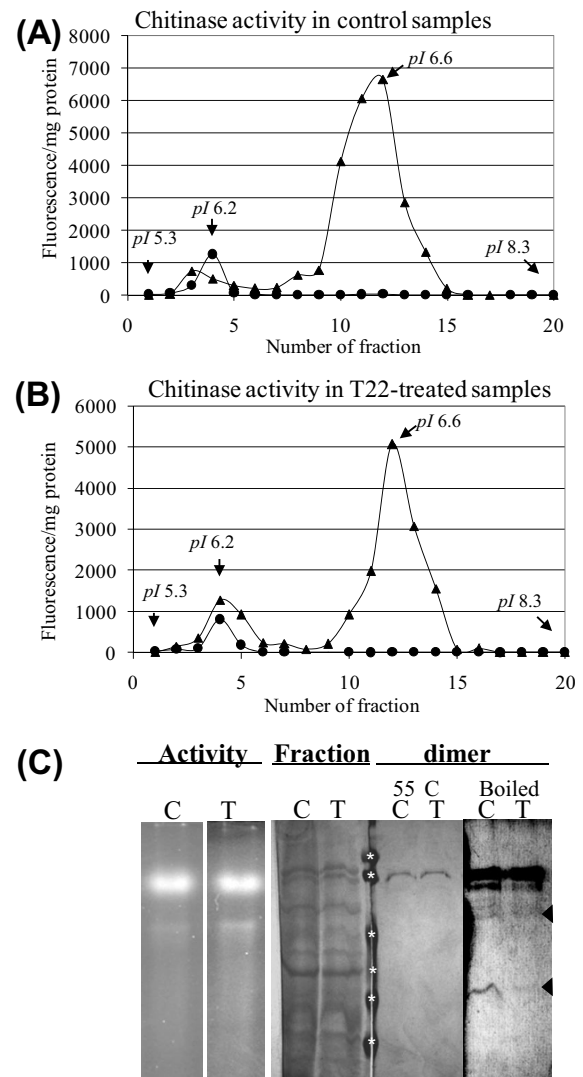 (A)
Chitinase activity in control samples
Fluorescence/mg protein
8000
7000
6000
5000
4000
3000
2000
1000
0
pI 5.3
pI 6.2
pI 6.6
pI 8.3
0 5 10 15 20
Number of fraction
(B)
Chitinase activity in T22-treated samples
Fluorescence/mg protein
6000
5000
4000
3000
2000
1000
0
pI 5.3
pI 6.2
pI 6.6
pI 8.3
0 5 10 15 20
Number of fraction
(C)
Activity Fraction dimer
55 C Boiled
C T C T C T C T
*
*
*
*
*
*